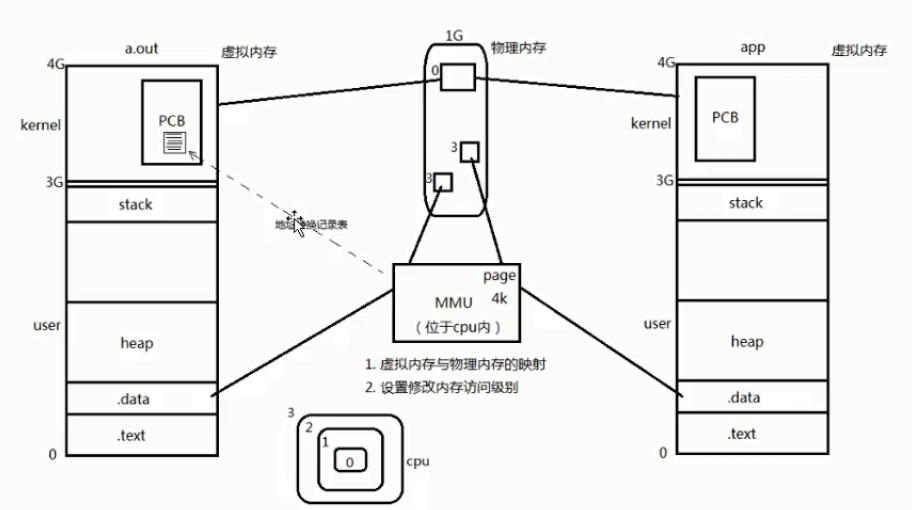 a.out
虚拟内存
4G
kernel
PCB
3G
stack
user
heap
.data
.text
0
1G
物理内存
0
3
3
地址 换记录表
page
4k
MMU
(位于cpu内)
1. 虚拟内存与物理内存的映射
2. 设置修改内存访问级别
3
2
1
0
cpu
app
虚拟内存
4G
kernel
PCB
3G
stack
user
heap
.data
.text
0